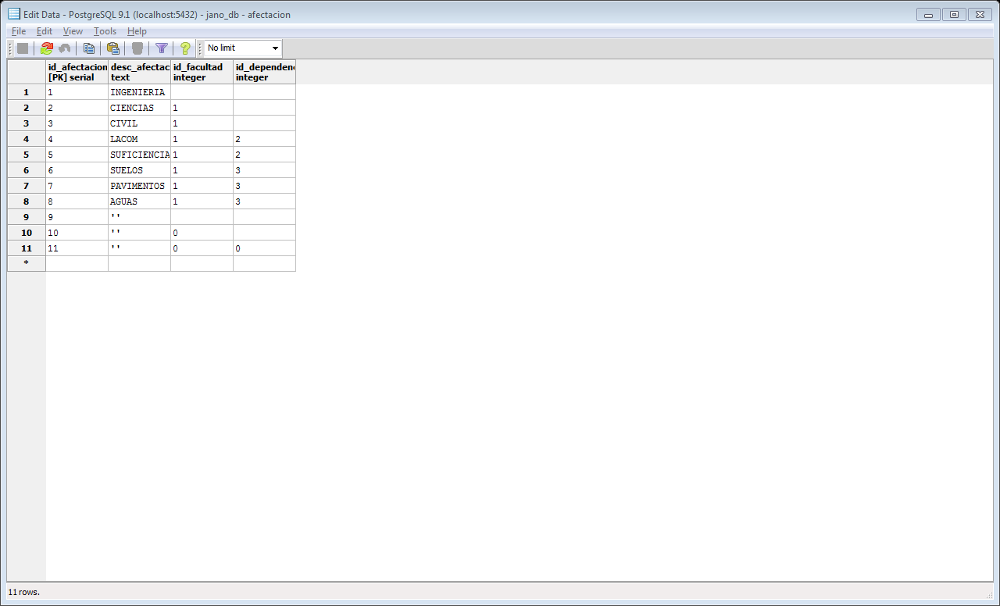 Edit Data - PostgreSQL 9.1 (localhost:5432) - jano_db - afectacion
File Edit View Tools Help
No limit
id_afectacion desc_afectac id_facultad id_dependen
[PK] serial text integer integer
1 1 INGENIERIA
2 2 CIENCIAS 1
3 3 CIVIL 1
4 4 LACOM 1 2
5 5 SUFICIENCIA 1 2
6 6 SUELOS 1 3
7 7 PAVIMENTOS 1 3
8 8 AGUAS 1 3
9 9 ''
10 10 '' 0
11 11 '' 0 0
*
11 rows.